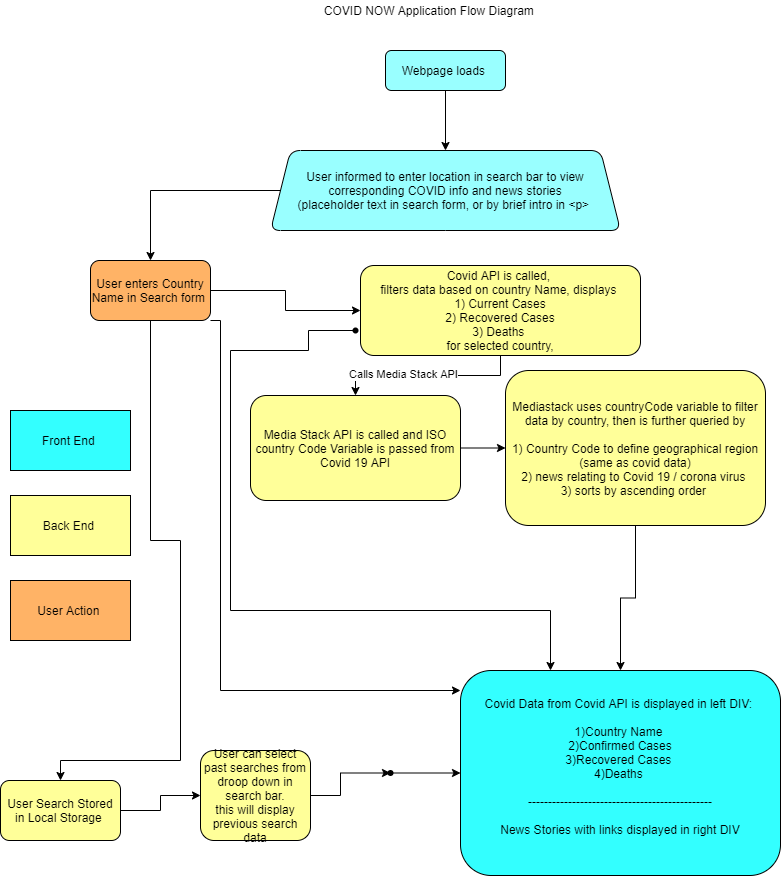 COVID NOW Application Flow Diagram
Webpage loads
User informed to enter location in search bar to view
corresponding COVID info and news stories
(placeholder text in search form, or by brief intro in <p>
User enters Country
Name in Search form
Covid API is called,
filters data based on country Name, displays
1) Current Cases
2) Recovered Cases
3) Deaths
for selected country,
Calls Media Stack API
Media Stack API is called and ISO
country Code Variable is passed from
Covid 19 API
Mediastack uses countryCode variable to filter
data by country, then is further queried by
1) Country Code to define geographical region
(same as covid data)
2) news relating to Covid 19 / corona virus
3) sorts by ascending order
Front End
Back End
User Action
Covid Data from Covid API is displayed in left DIV:
1)Country Name
2)Confirmed Cases
3)Recovered Cases
4)Deaths
----------------------------------------------
News Stories with links displayed in right DIV
User can select
past searches from
droop down in
search bar.
this will display
previous search
data
User Search Stored
in Local Storage